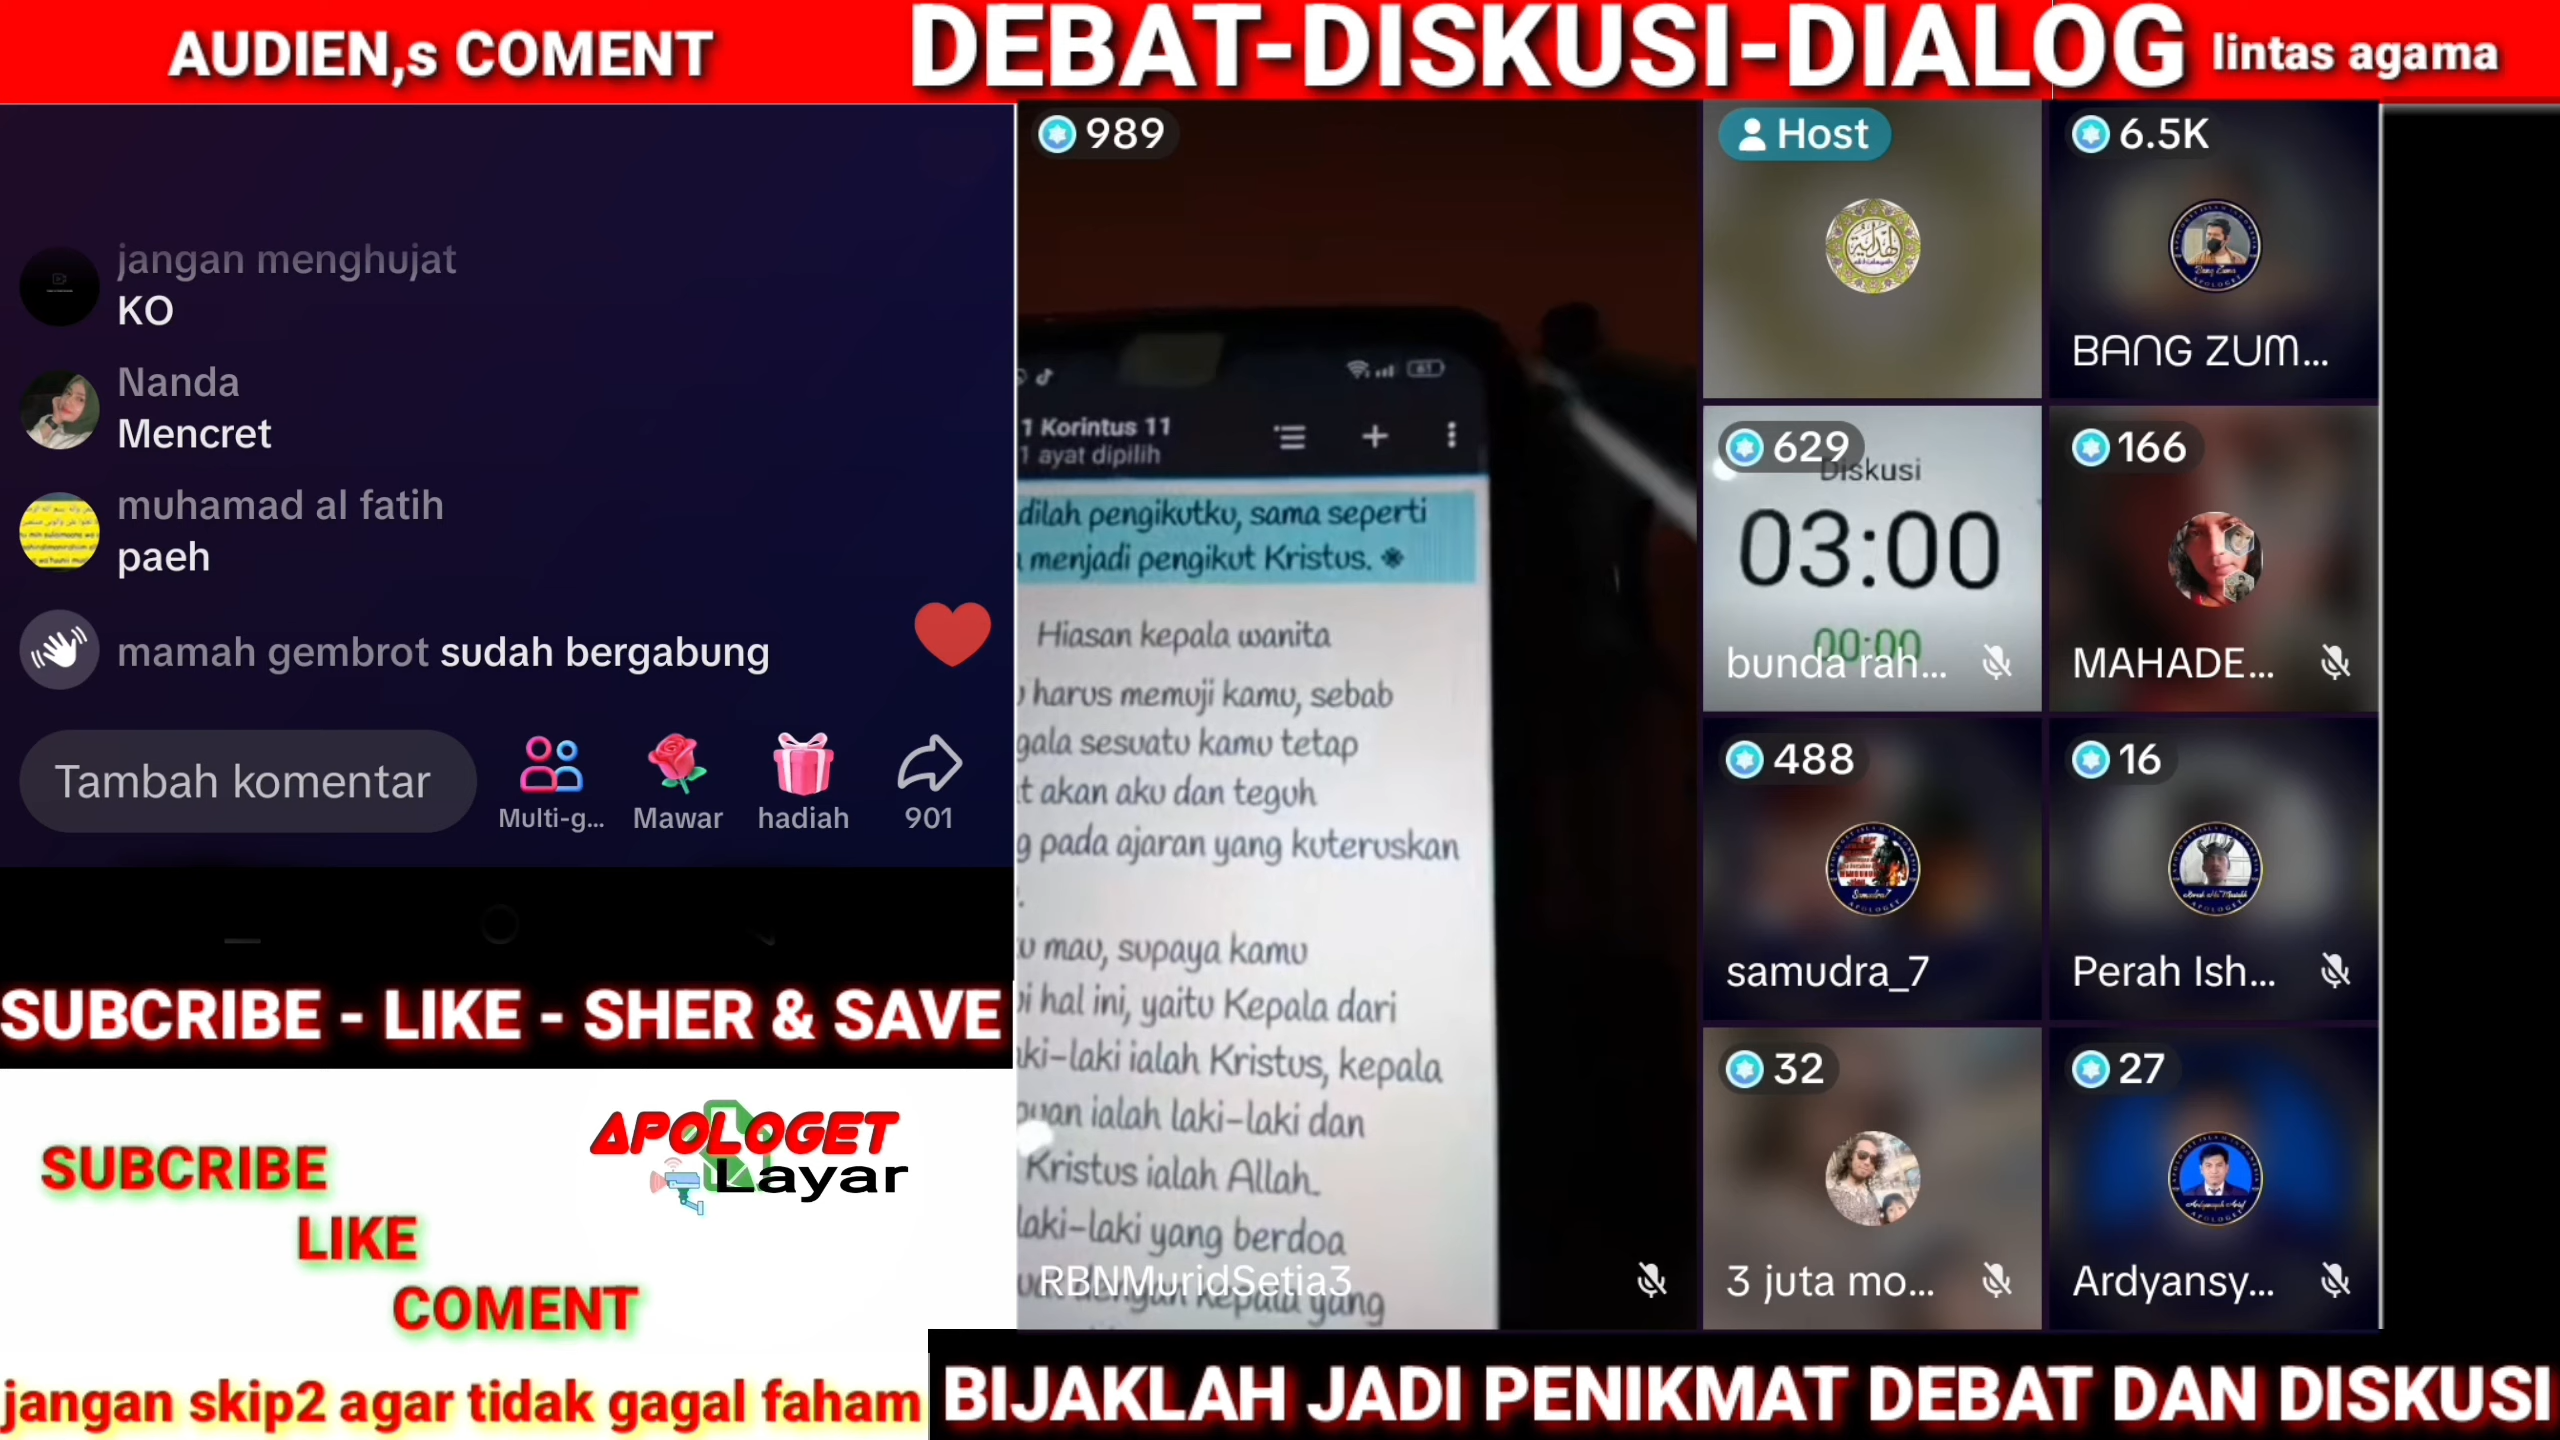 AUDIEN,s COMENT
DEBAT-DISKUSI-DIALOG lintas agama
jangan menghujat
KO
Nanda
Mencret
muhamad al fatih
paeh
mamah gembrot sudah bergabung
Tambah komentar
Multi-g...
Mawar
hadiah
901
SUBCRIBE - LIKE - SHER & SAVE
SUBCRIBE
LIKE
COMENT
APOLOGET
Layar
jangan skip2 agar tidak gagal faham
989
61
1 Korintus 11
1 ayat dipilih
dilah pengikutku, sama seperti
menjadi pengikut Kristus.
Hiasan kepala wanita
harus memuji kamu, sebab
gala sesuatu kamu tetap
t akan aku dan teguh
g pada ajaran yang kuteruskan
u mau, supaya kamu
i hal ini, yaitu Kepala dari
ki-laki ialah Kristus, kepala
uan ialah laki-laki dan
Kristus ialah Allah.
laki-laki yang berdoa
dengan kepala yang
RBNMuridSetia3
Host
6.5K
BANG ZUM...
629
Diskusi
03:00
00:00
bunda rah...
166
MAHADE...
488
samudra_7
16
Perah Ish...
32
3 juta mo...
27
Ardyansy...
BIJAKLAH JADI PENIKMAT DEBAT DAN DISKUSI